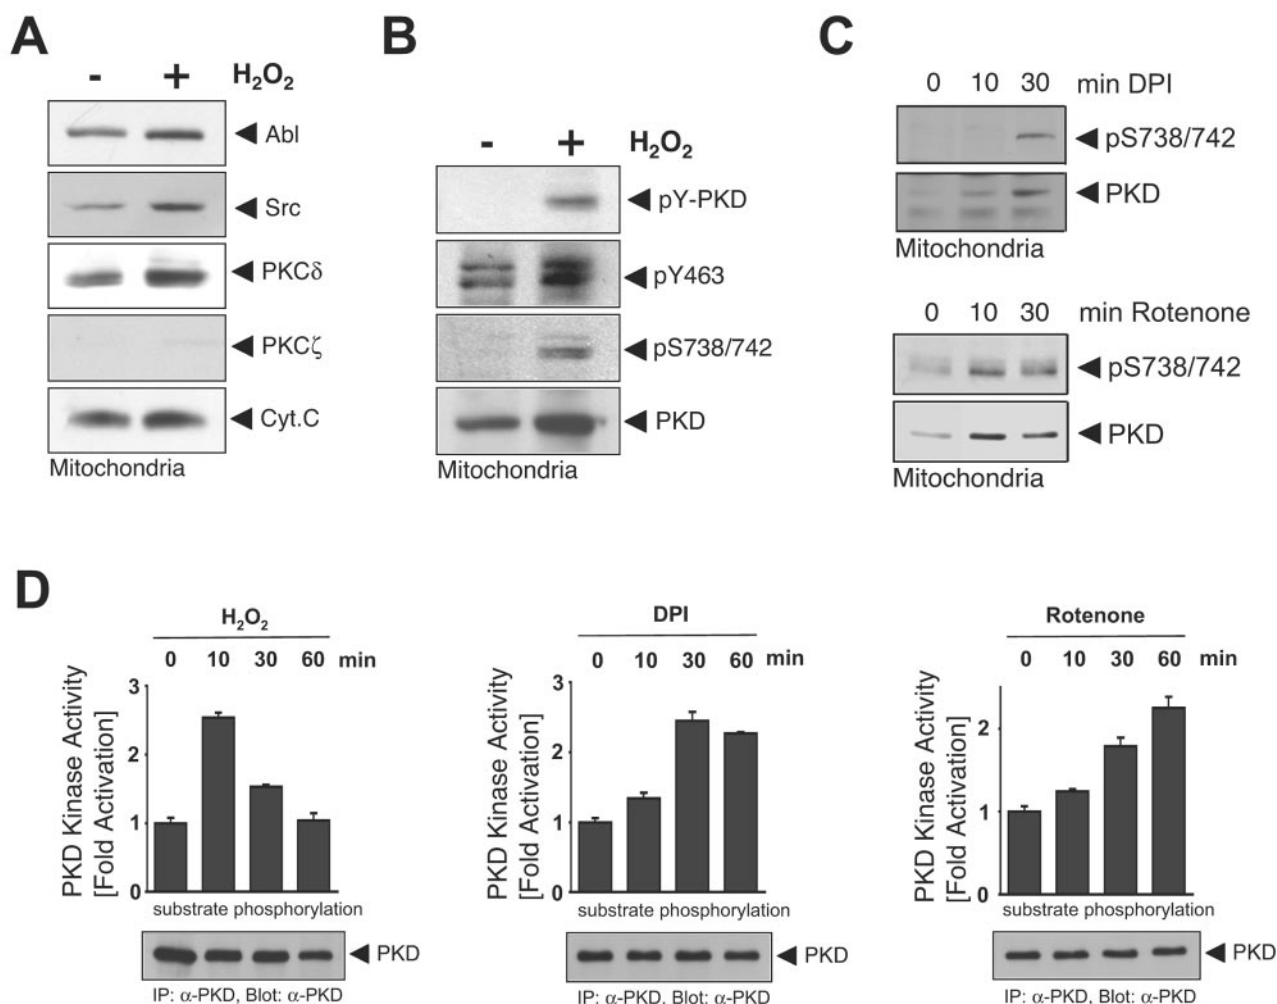 A
- + H₂O₂
Abl
Src
PKCδ
PKCζ
Cyt.C
Mitochondria
B
- + H₂O₂
pY-PKD
pY463
pS738/742
PKD
Mitochondria
C
0 10 30 min DPI
pS738/742
PKD
Mitochondria
0 10 30 min Rotenone
pS738/742
PKD
Mitochondria
D
H₂O₂
0 10 30 60 min
PKD Kinase Activity
[Fold Activation]
3
2
1
0
substrate phosphorylation
PKD
IP: α-PKD, Blot: α-PKD
DPI
0 10 30 60 min
PKD Kinase Activity
[Fold Activation]
3
2
1
0
substrate phosphorylation
PKD
IP: α-PKD, Blot: α-PKD
Rotenone
0 10 30 60 min
PKD Kinase Activity
[Fold Activation]
2
1
0
substrate phosphorylation
PKD
IP: α-PKD, Blot: α-PKD